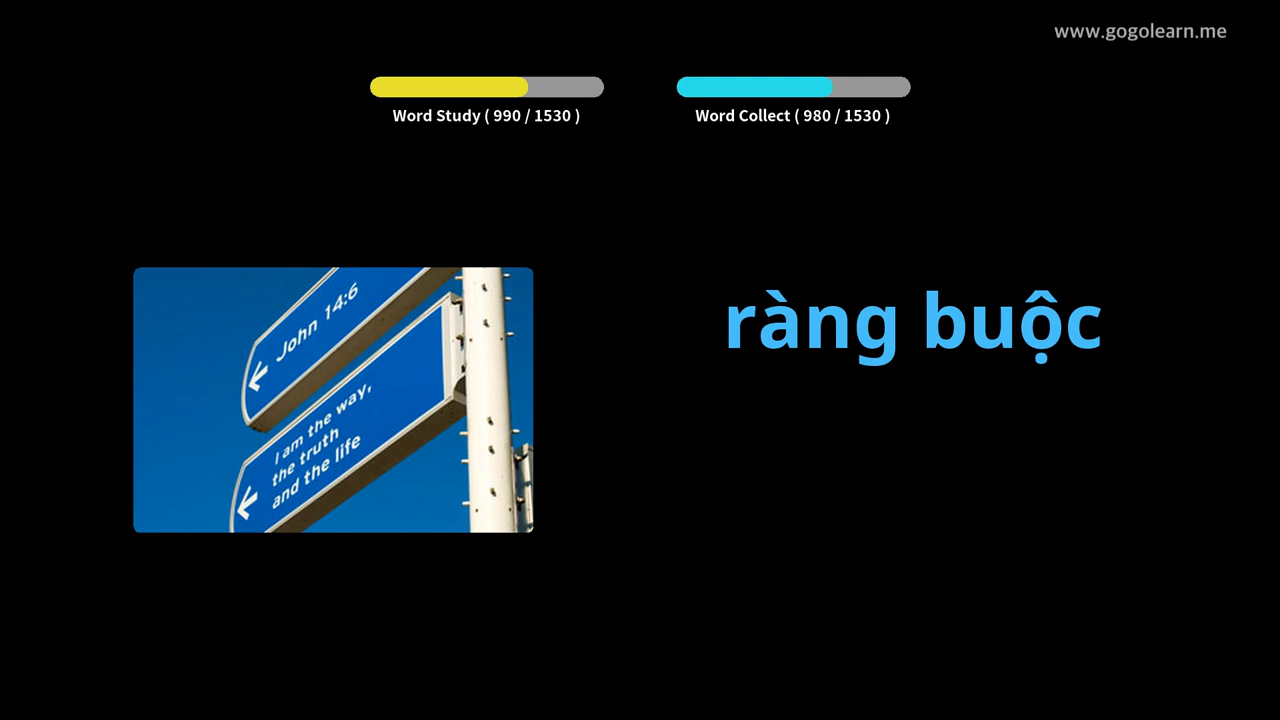 www.gogolearn.me
Word Study ( 990 / 1530 )
Word Collect ( 980 / 1530 )
John 14:6
I am the way,
the truth
and the life
ràng buộc